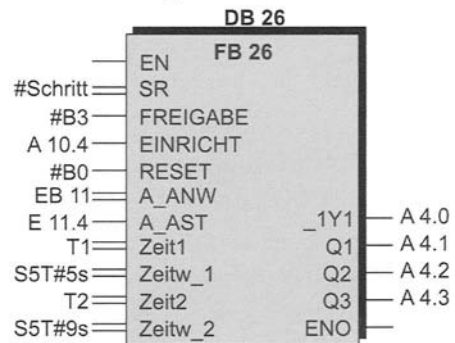 DB 26
FB 26
EN
#Schritt SR
#B3 FREIGABE
A 10.4 EINRICHT
#B0 RESET
EB 11 A_ANW
E 11.4 A_AST _1Y1 A 4.0
T1 Zeit1 Q1 A 4.1
S5T#5s Zeitw_1 Q2 A 4.2
T2 Zeit2 Q3 A 4.3
S5T#9s Zeitw_2 ENO